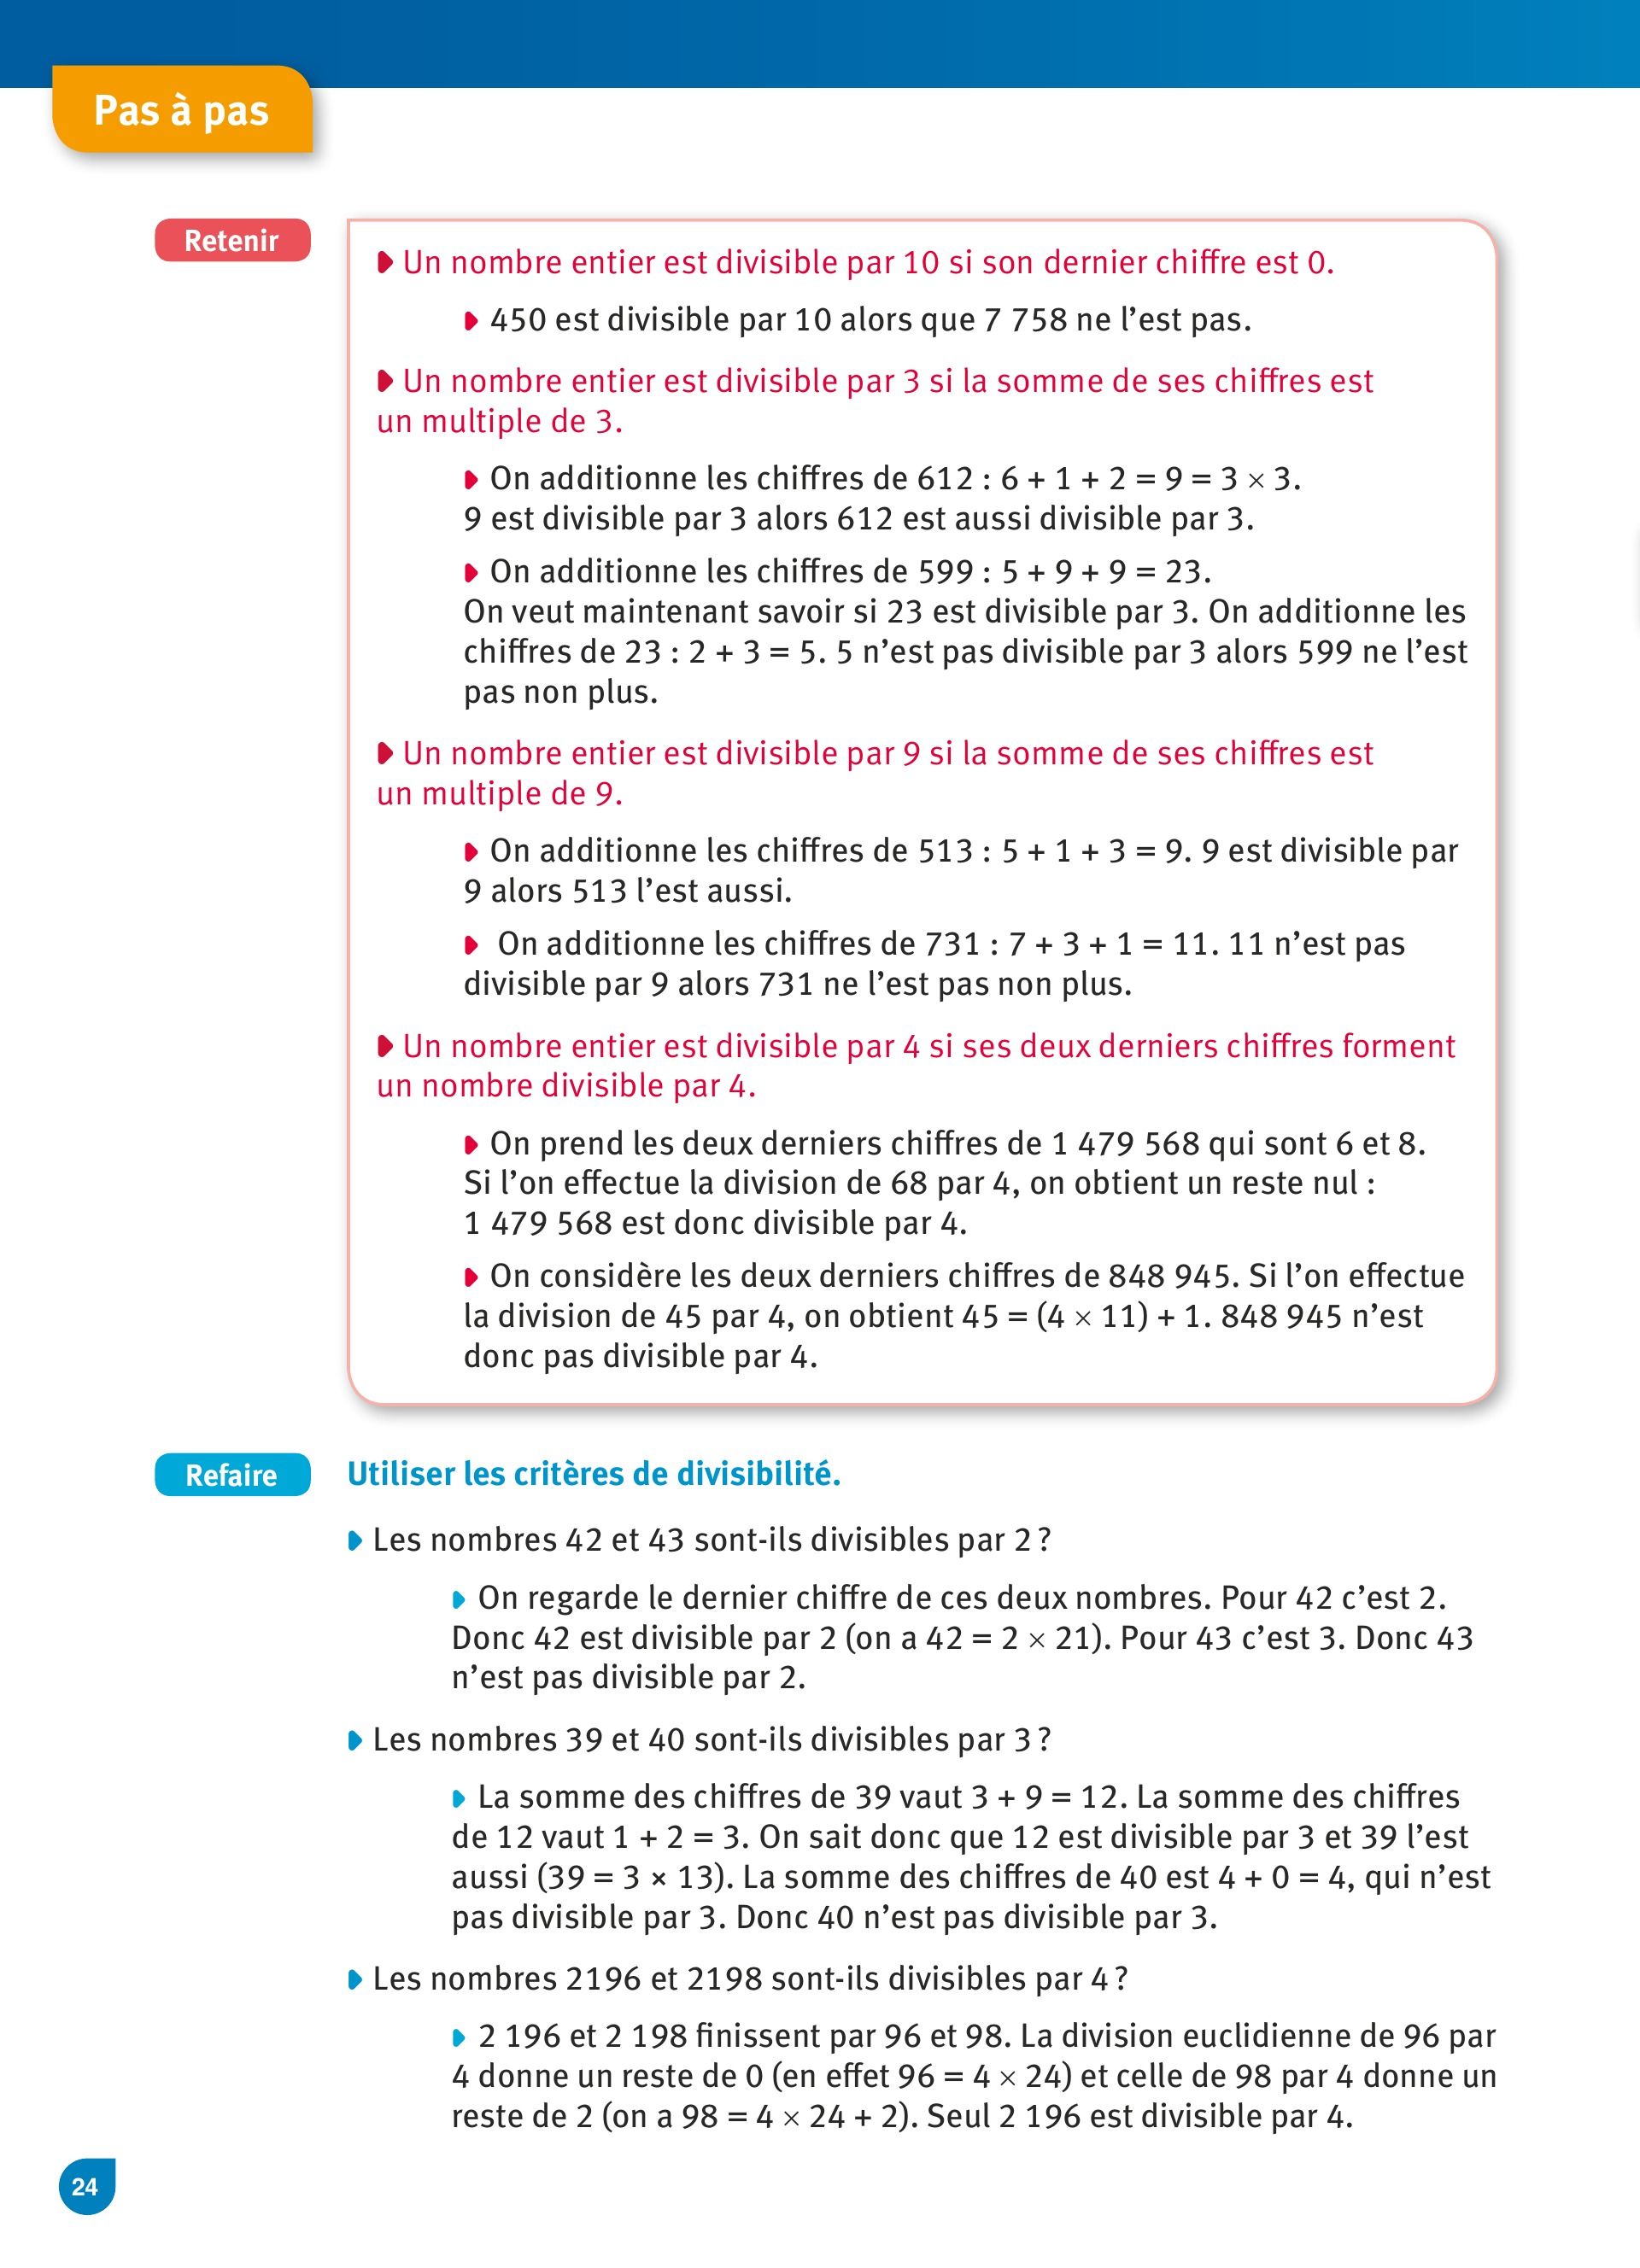 Pas à pas
Retenir
Un nombre entier est divisible par 10 si son dernier chiffre est 0.
450 est divisible par 10 alors que 7 758 ne l’est pas.
Un nombre entier est divisible par 3 si la somme de ses chiffres est
un multiple de 3.
On additionne les chiffres de 612 : 6 + 1 + 2 = 9 = 3 × 3.
9 est divisible par 3 alors 612 est aussi divisible par 3.
On additionne les chiffres de 599 : 5 + 9 + 9 = 23.
On veut maintenant savoir si 23 est divisible par 3. On additionne les
chiffres de 23 : 2 + 3 = 5. 5 n’est pas divisible par 3 alors 599 ne l’est
pas non plus.
Un nombre entier est divisible par 9 si la somme de ses chiffres est
un multiple de 9.
On additionne les chiffres de 513 : 5 + 1 + 3 = 9. 9 est divisible par
9 alors 513 l’est aussi.
On additionne les chiffres de 731 : 7 + 3 + 1 = 11. 11 n’est pas
divisible par 9 alors 731 ne l’est pas non plus.
Un nombre entier est divisible par 4 si ses deux derniers chiffres forment
un nombre divisible par 4.
On prend les deux derniers chiffres de 1 479 568 qui sont 6 et 8.
Si l’on effectue la division de 68 par 4, on obtient un reste nul :
1 479 568 est donc divisible par 4.
On considère les deux derniers chiffres de 848 945. Si l’on effectue
la division de 45 par 4, on obtient 45 = (4 × 11) + 1. 848 945 n’est
donc pas divisible par 4.
Refaire
Utiliser les critères de divisibilité.
Les nombres 42 et 43 sont-ils divisibles par 2 ?
On regarde le dernier chiffre de ces deux nombres. Pour 42 c’est 2.
Donc 42 est divisible par 2 (on a 42 = 2 × 21). Pour 43 c’est 3. Donc 43
n’est pas divisible par 2.
Les nombres 39 et 40 sont-ils divisibles par 3 ?
La somme des chiffres de 39 vaut 3 + 9 = 12. La somme des chiffres
de 12 vaut 1 + 2 = 3. On sait donc que 12 est divisible par 3 et 39 l’est
aussi (39 = 3 × 13). La somme des chiffres de 40 est 4 + 0 = 4, qui n’est
pas divisible par 3. Donc 40 n’est pas divisible par 3.
Les nombres 2196 et 2198 sont-ils divisibles par 4 ?
2 196 et 2 198 finissent par 96 et 98. La division euclidienne de 96 par
4 donne un reste de 0 (en effet 96 = 4 × 24) et celle de 98 par 4 donne un
reste de 2 (on a 98 = 4 × 24 + 2). Seul 2 196 est divisible par 4.
24